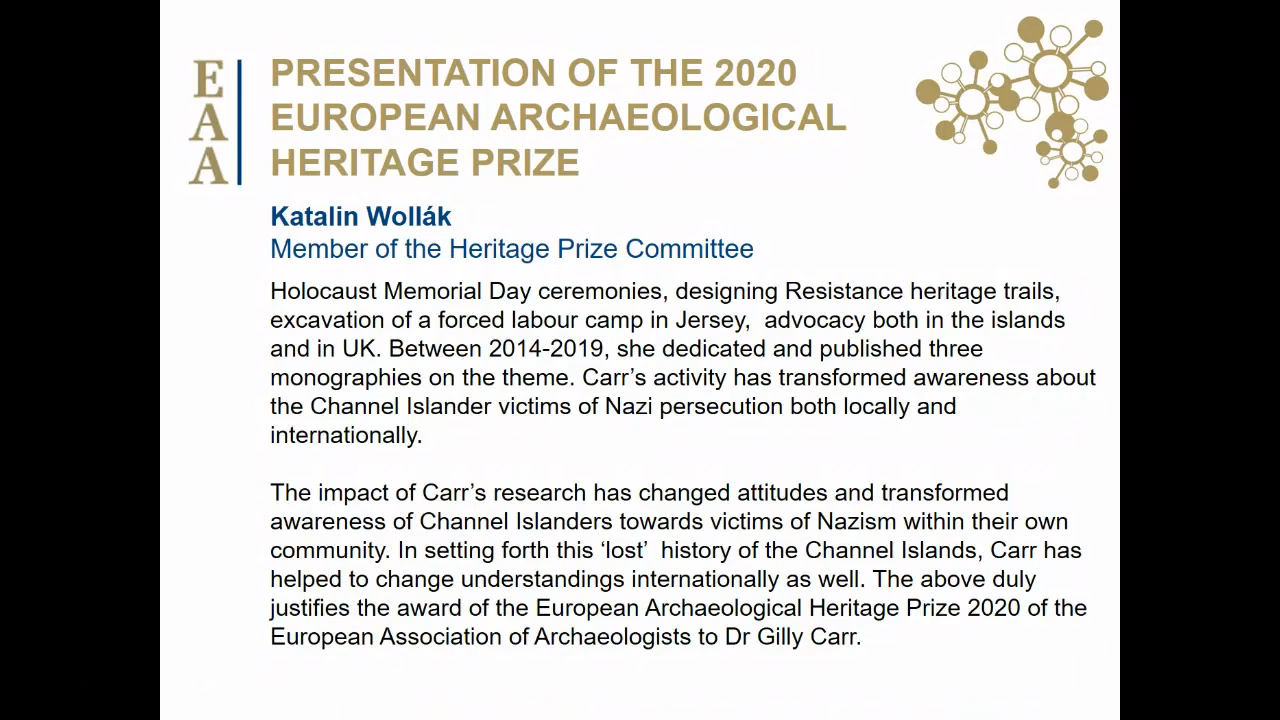 EAA
PRESENTATION OF THE 2020
EUROPEAN ARCHAEOLOGICAL
HERITAGE PRIZE
Katalin Wollák
Member of the Heritage Prize Committee
Holocaust Memorial Day ceremonies, designing Resistance heritage trails,
excavation of a forced labour camp in Jersey,  advocacy both in the islands
and in UK. Between 2014-2019, she dedicated and published three
monographies on the theme. Carr’s activity has transformed awareness about
the Channel Islander victims of Nazi persecution both locally and
internationally.
The impact of Carr’s research has changed attitudes and transformed
awareness of Channel Islanders towards victims of Nazism within their own
community. In setting forth this ‘lost’  history of the Channel Islands, Carr has
helped to change understandings internationally as well. The above duly
justifies the award of the European Archaeological Heritage Prize 2020 of the
European Association of Archaeologists to Dr Gilly Carr.